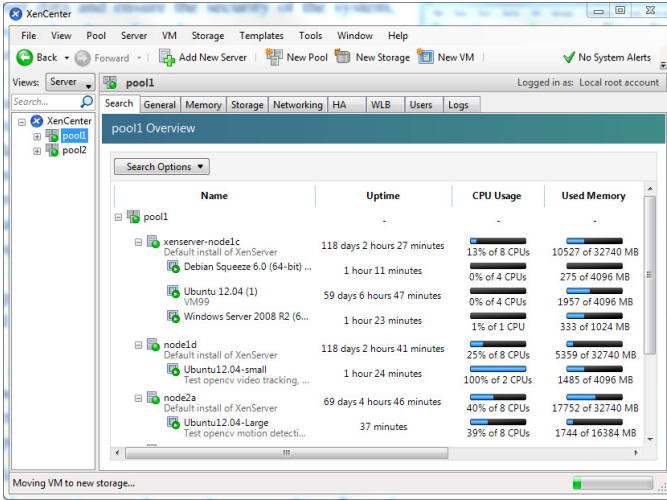 data and ensure the security of the system.
XenCenter
File View Pool Server VM Storage Templates Tools Window Help
Back Forward Add New Server New Pool New Storage New VM No System Alerts
Views: Server pool1 Logged in as: Local root account
Search... Search General Memory Storage Networking HA WLB Users Logs
XenCenter
pool1
pool2
pool1 Overview
Search Options
Name Uptime CPU Usage Used Memory
pool1 - - -
xenserver-node1c
Default install of XenServer 118 days 2 hours 27 minutes 13% of 8 CPUs 10527 of 32740 MB
Debian Squeeze 6.0 (64-bit) ... 1 hour 11 minutes 0% of 4 CPUs 275 of 4096 MB
Ubuntu 12.04 (1)
VM99 59 days 6 hours 47 minutes 0% of 4 CPUs 1957 of 4096 MB
Windows Server 2008 R2 (6... 1 hour 23 minutes 1% of 1 CPU 333 of 1024 MB
node1d
Default install of XenServer 118 days 2 hours 41 minutes 25% of 8 CPUs 5359 of 32740 MB
Ubuntu12.04-small
Test opencv video tracking, ... 1 hour 24 minutes 100% of 2 CPUs 1485 of 4096 MB
node2a
Default install of XenServer 69 days 4 hours 46 minutes 40% of 8 CPUs 17752 of 32740 MB
Ubuntu12.04-Large
Test opencv motion detecti... 37 minutes 39% of 8 CPUs 1744 of 16384 MB
Moving VM to new storage...